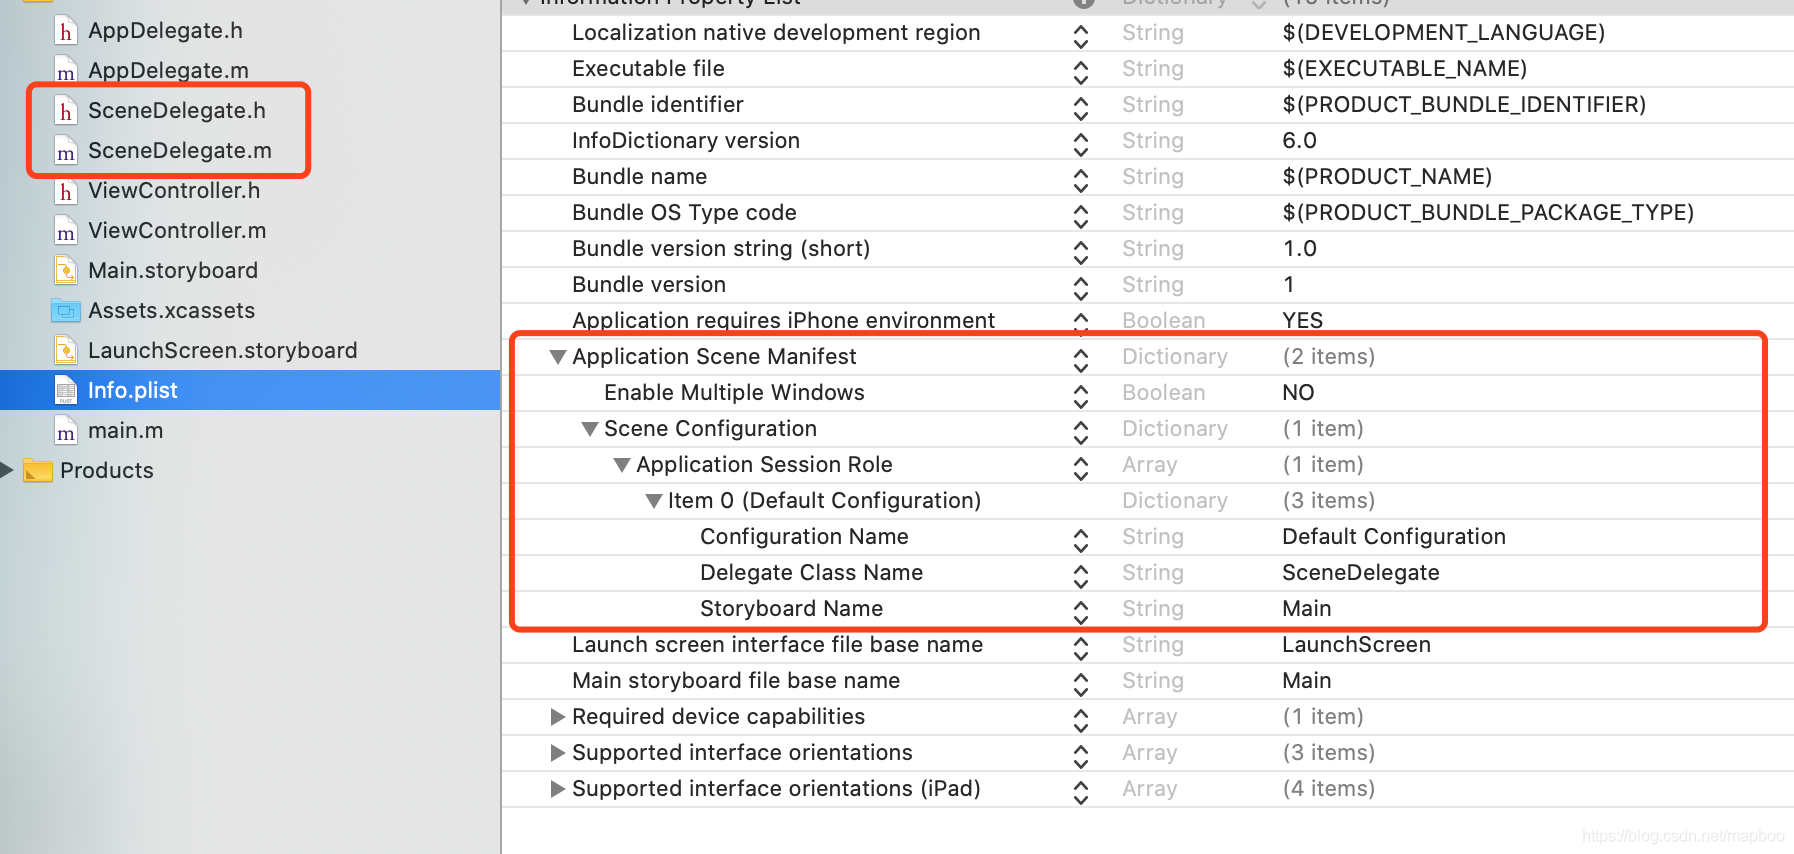 AppDelegate.h
AppDelegate.m
SceneDelegate.h
SceneDelegate.m
ViewController.h
ViewController.m
Main.storyboard
Assets.xcassets
LaunchScreen.storyboard
Info.plist
main.m
Products
Information Property List Dictionary
Localization native development region String $(DEVELOPMENT_LANGUAGE)
Executable file String $(EXECUTABLE_NAME)
Bundle identifier String $(PRODUCT_BUNDLE_IDENTIFIER)
InfoDictionary version String 6.0
Bundle name String $(PRODUCT_NAME)
Bundle OS Type code String $(PRODUCT_BUNDLE_PACKAGE_TYPE)
Bundle version string (short) String 1.0
Bundle version String 1
Application requires iPhone environment Boolean YES
Application Scene Manifest Dictionary (2 items)
Enable Multiple Windows Boolean NO
Scene Configuration Dictionary (1 item)
Application Session Role Array (1 item)
Item 0 (Default Configuration) Dictionary (3 items)
Configuration Name String Default Configuration
Delegate Class Name String SceneDelegate
Storyboard Name String Main
Launch screen interface file base name String LaunchScreen
Main storyboard file base name String Main
Required device capabilities Array (1 item)
Supported interface orientations Array (3 items)
Supported interface orientations (iPad) Array (4 items)
https://blog.csdn.net/mapboo